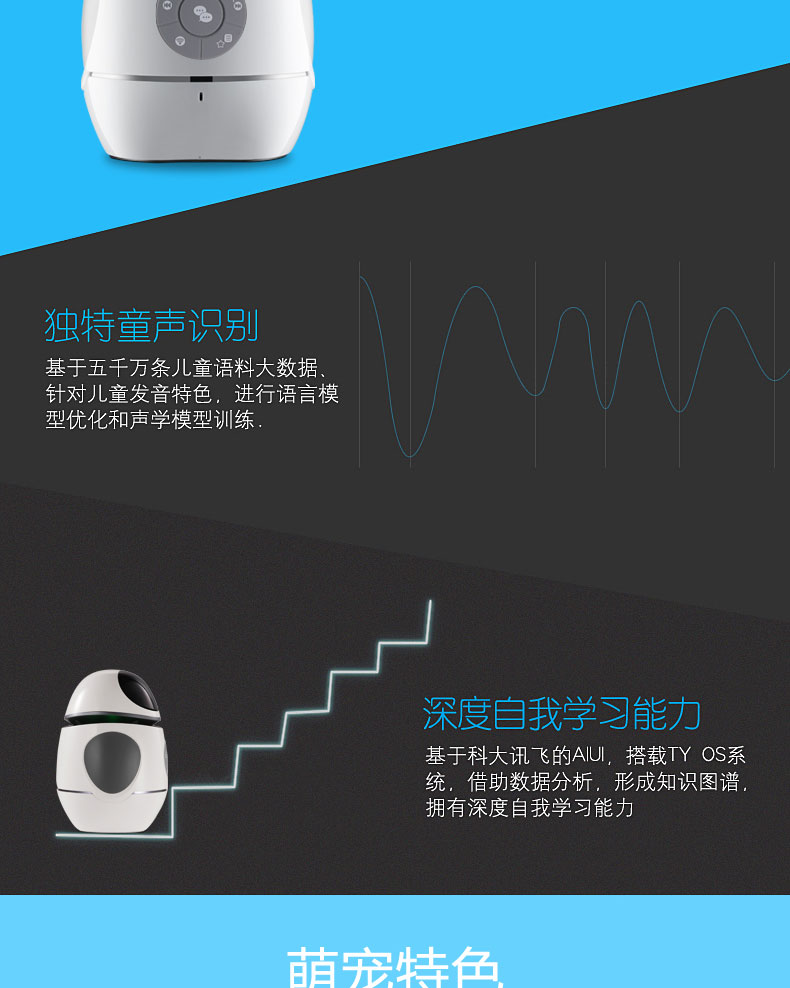 独特童声识别
基于五千万条儿童语料大数据、
针对儿童发音特色，进行语言模
型优化和声学模型训练.
深度自我学习能力
基于科大讯飞的AIUI，搭载TY OS系
统，借助数据分析，形成知识图谱，
拥有深度自我学习能力
萌宠特色